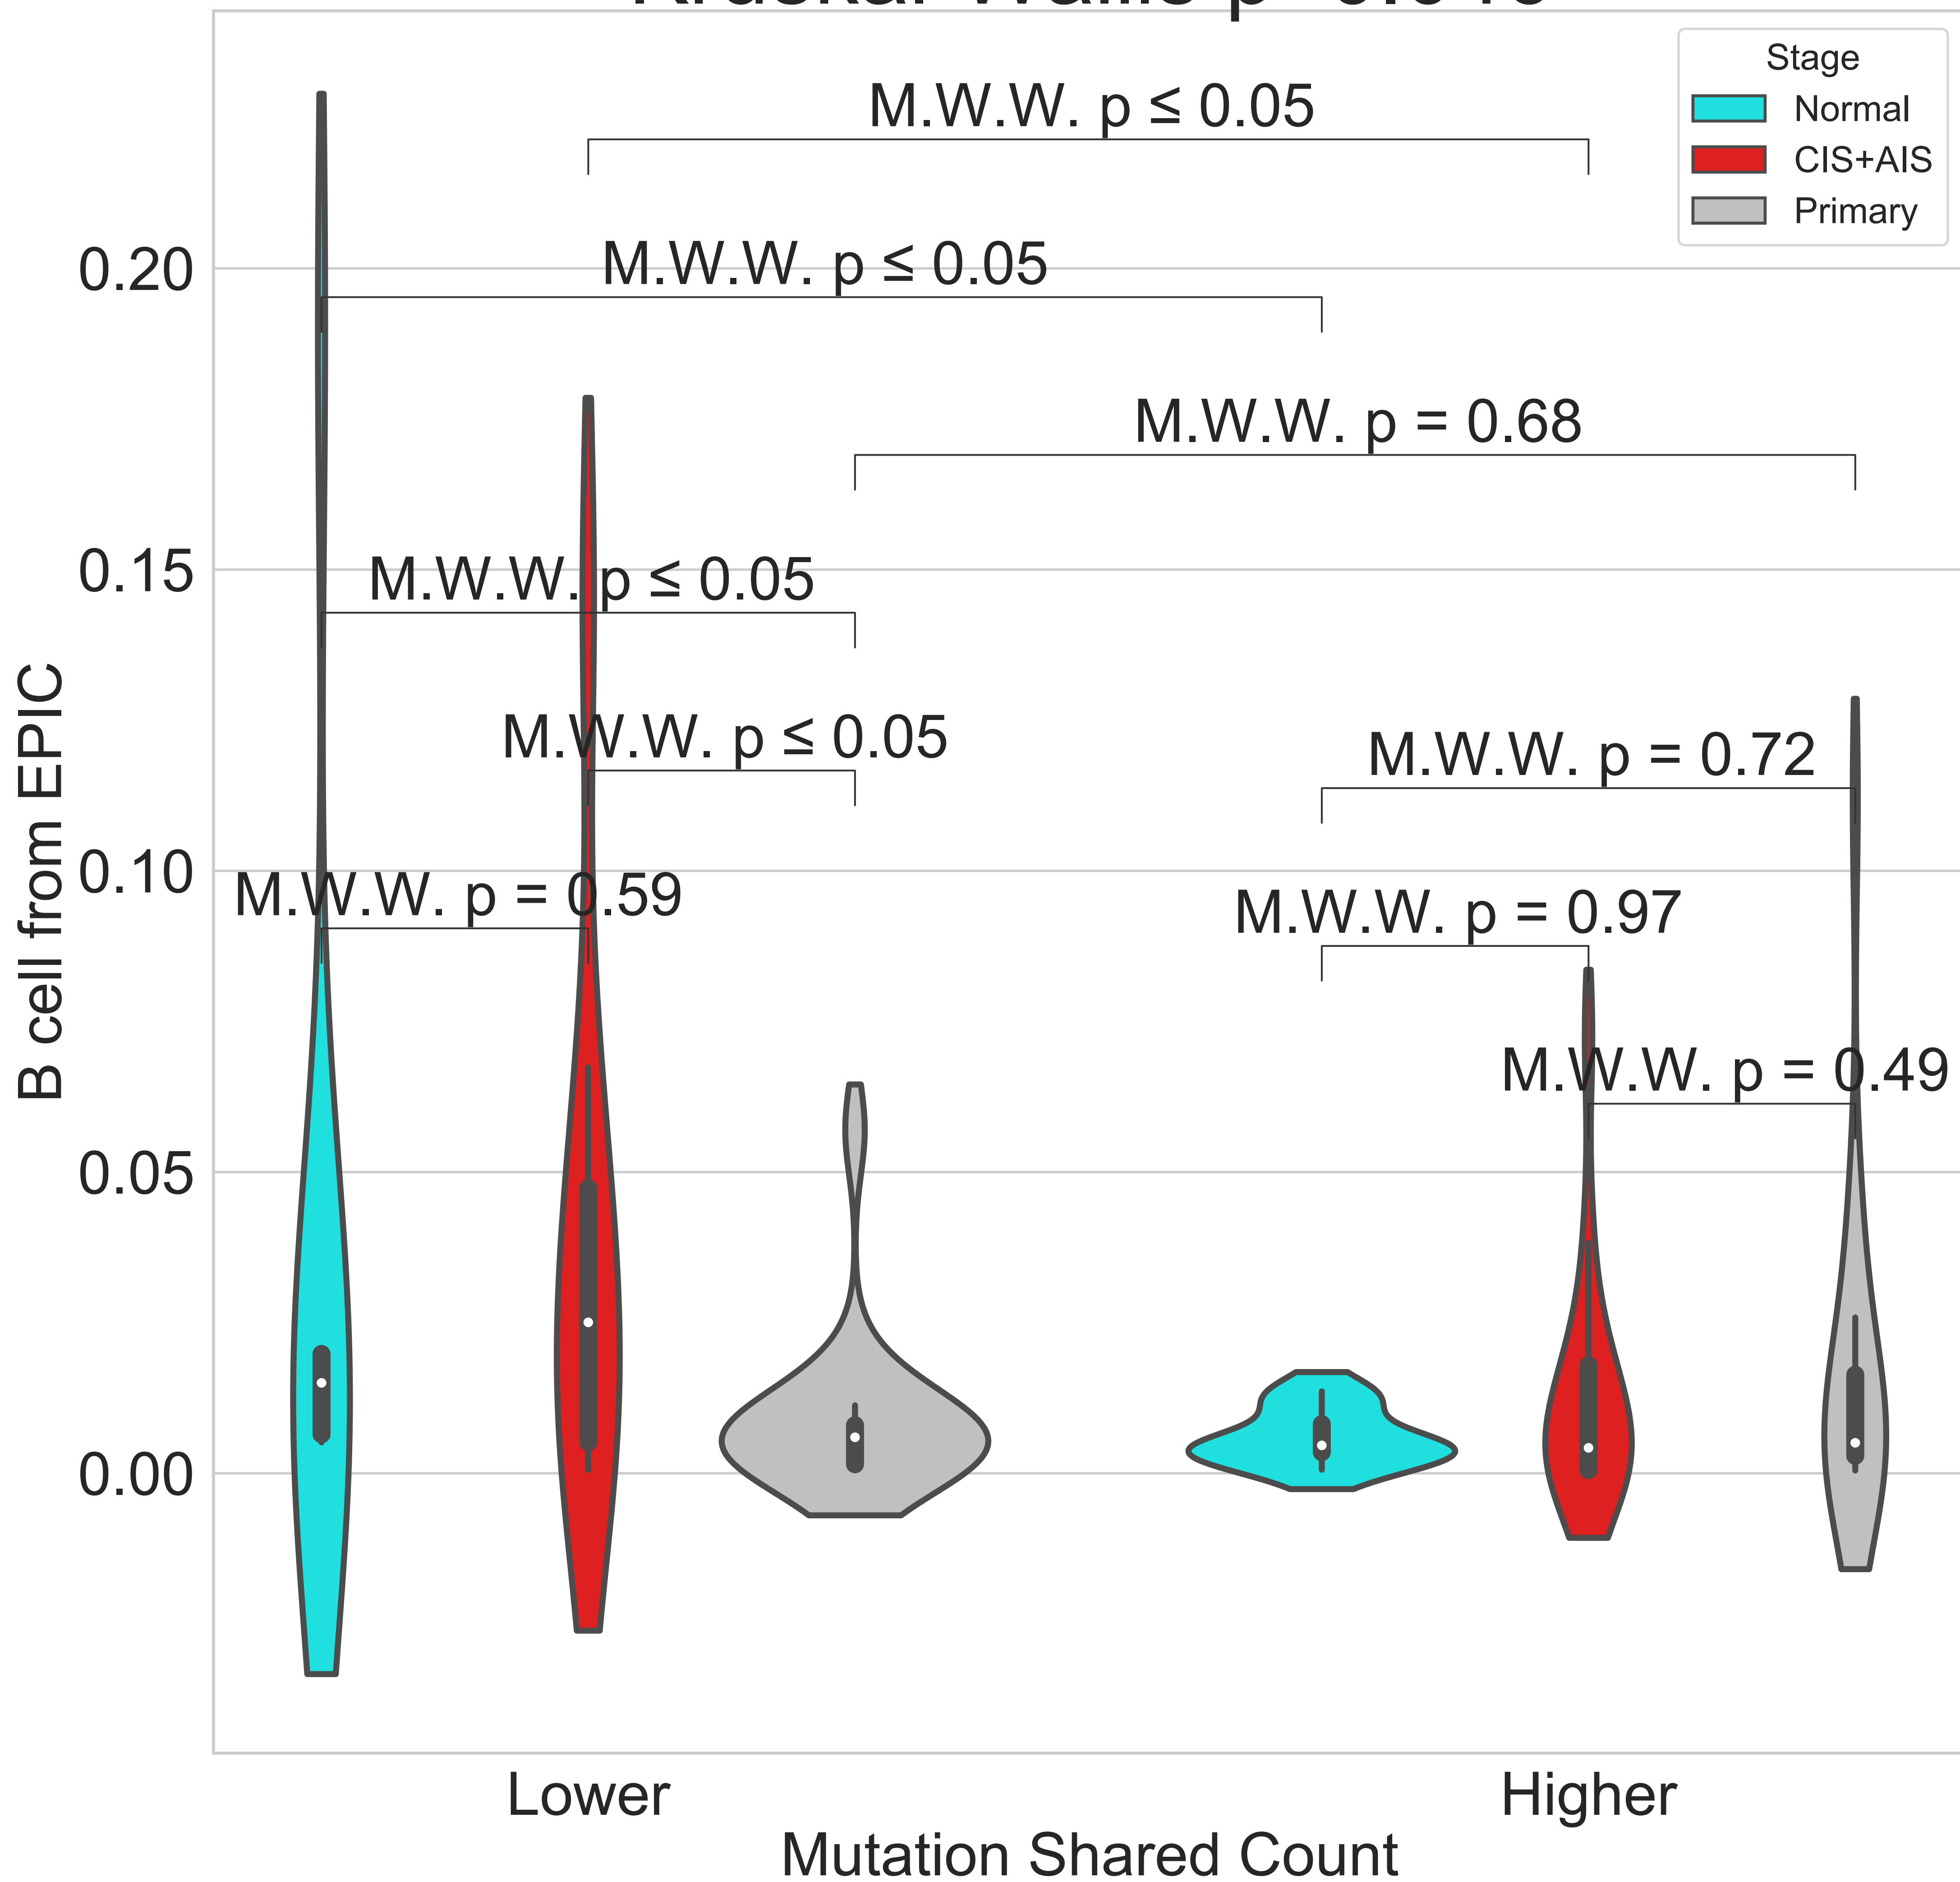 Stage
Normal
CIS+AIS
Primary
M.W.W. p ≤ 0.05
M.W.W. p ≤ 0.05
M.W.W. p = 0.68
M.W.W. p ≤ 0.05
M.W.W. p ≤ 0.05
M.W.W. p = 0.72
M.W.W. p = 0.59
M.W.W. p = 0.97
M.W.W. p = 0.49
0.20
0.15
0.10
0.05
0.00
B cell from EPIC
Lower
Higher
Mutation Shared Count